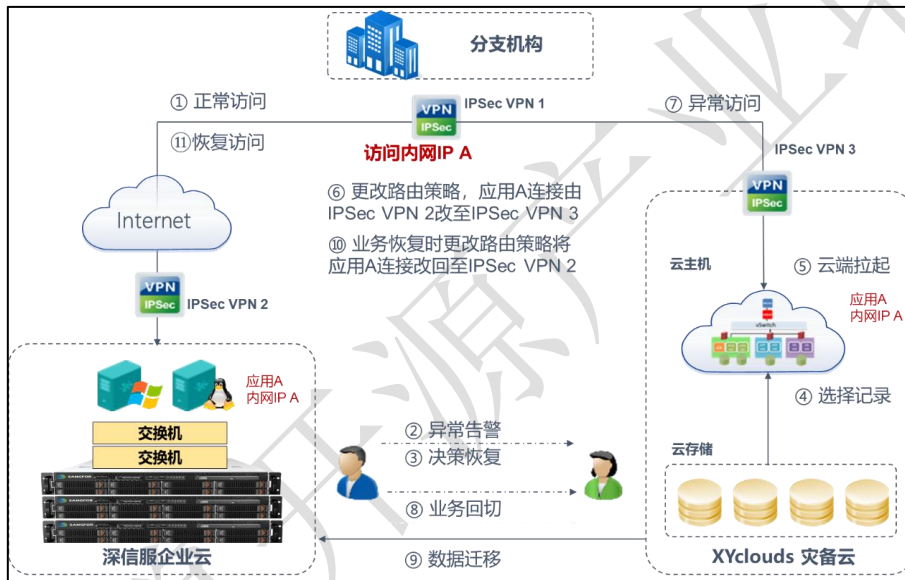 分支机构
① 正常访问
⑪恢复访问
VPN
IPSec
IPSec VPN 1
访问内网IP A
⑦ 异常访问
IPSec VPN 3
VPN
IPSec
⑥ 更改路由策略，应用A连接由
IPSec VPN 2改至IPSec VPN 3
⑩ 业务恢复时更改路由策略将
应用A连接改回至IPSec VPN 2
Internet
VPN
IPSec
IPSec VPN 2
云主机
⑤ 云端拉起
应用A
内网IP A
vSwitch
④ 选择记录
应用A
内网IP A
交换机
交换机
② 异常告警
③ 决策恢复
⑧ 业务回切
云存储
深信服企业云
⑨ 数据迁移
XYclouds 灾备云